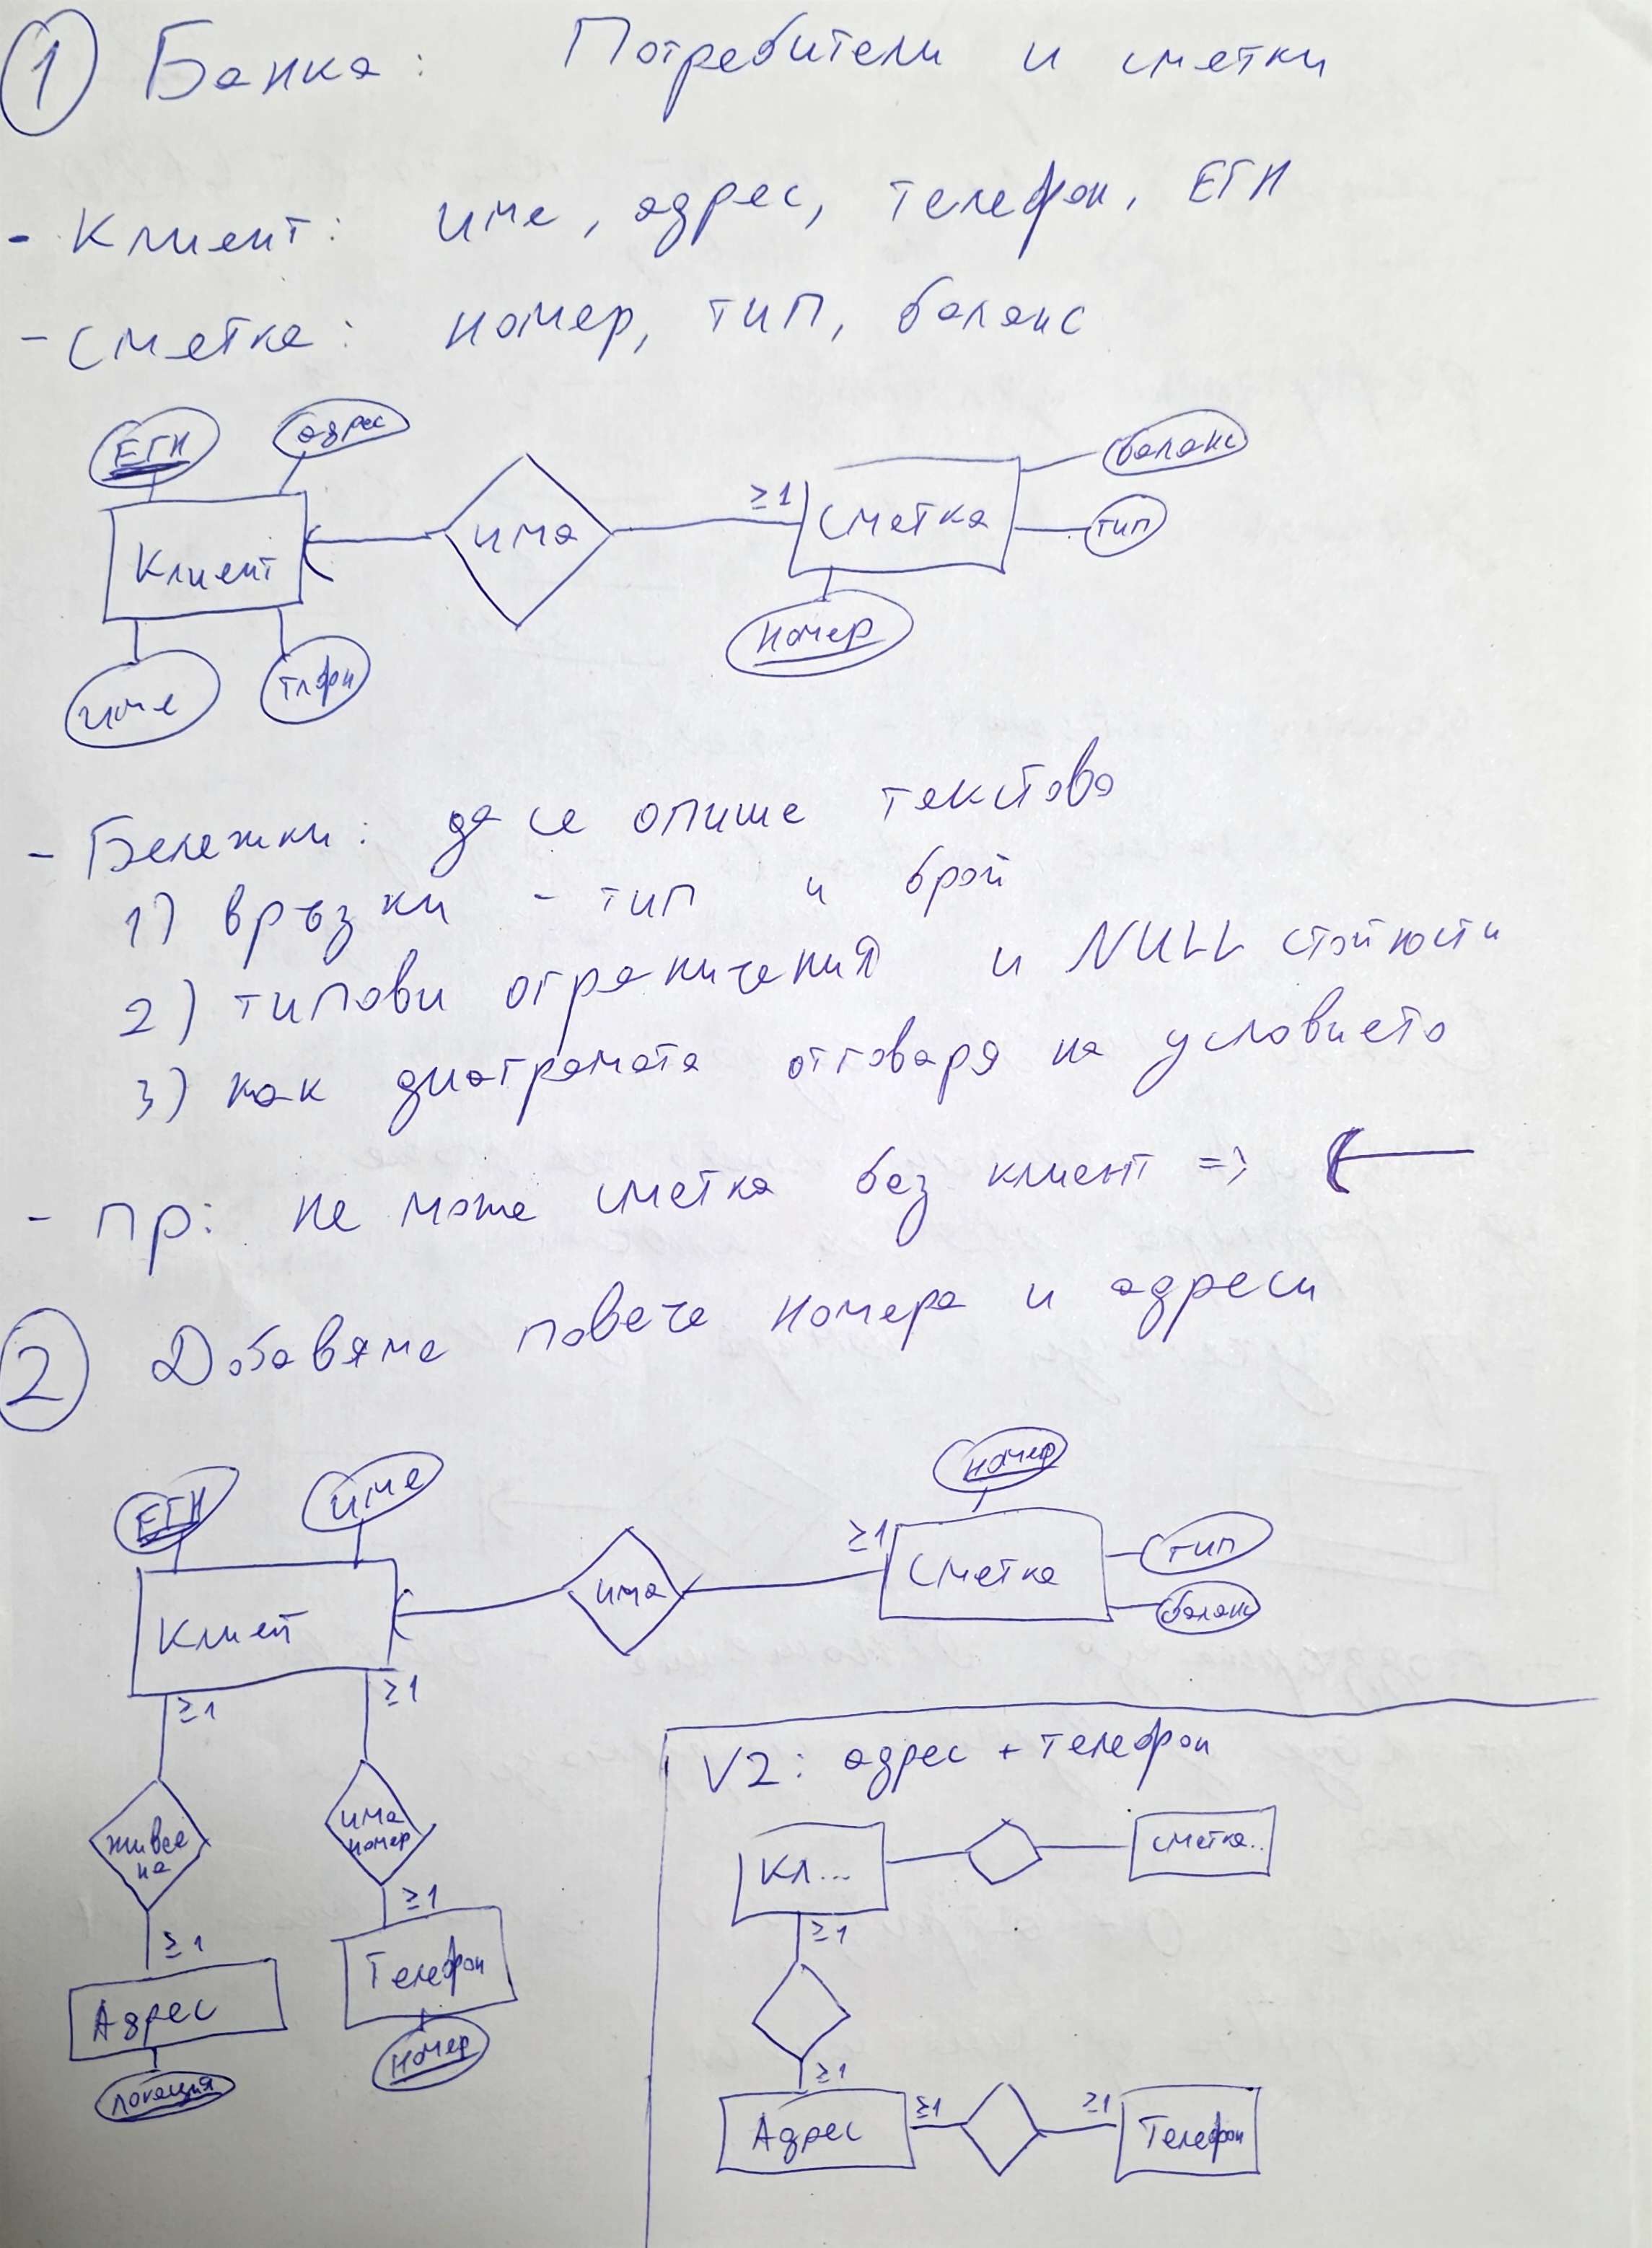 1 Банка: Потребители и сметки
- Клиент: име, адрес, телефон, ЕГН
- Сметка: номер, тип, баланс
ЕГН адрес баланс
Клиент има ≥1 сметка тип
име тлфн номер
- Бележки: да се опише текстово
1) връзки - тип и брой
2) типови ограничения и NULL стойности
3) как диаграмата отговаря на условието
- пр: не може сметка без клиент =>
2 Добавяме повече номера и адреси
ЕГН име номер
Клиент има ≥1 сметка тип
баланс
≥1 ≥1
живее на има номер
≥1 ≥1
Адрес Телефон
локация номер
V2: адрес + телефон
Кл... сметка..
≥1
≥1
Адрес ≥1 ≥1 Телефон